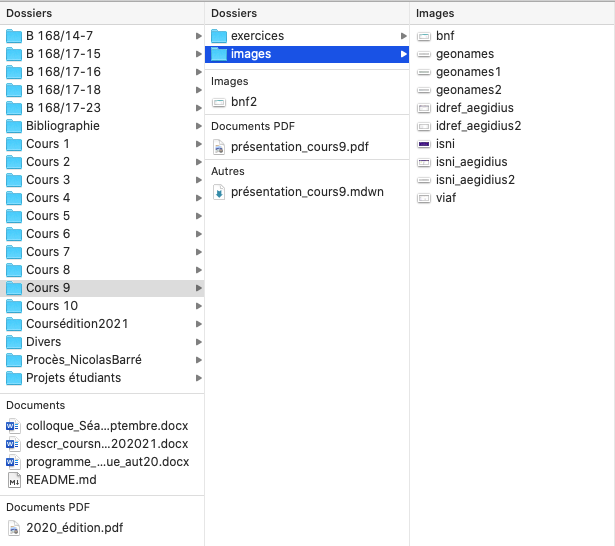 Dossiers
B 168/14-7
B 168/17-15
B 168/17-16
B 168/17-18
B 168/17-23
Bibliographie
Cours 1
Cours 2
Cours 3
Cours 4
Cours 5
Cours 6
Cours 7
Cours 8
Cours 9
Cours 10
Coursédition2021
Divers
Procès_NicolasBarré
Projets étudiants
Documents
colloque_Séa...ptembre.docx
descr_coursn...202021.docx
programme_...ue_aut20.docx
README.md
Documents PDF
2020_édition.pdf
Dossiers
exercices
images
Images
bnf2
Documents PDF
présentation_cours9.pdf
Autres
présentation_cours9.mdwn
Images
bnf
geonames
geonames1
geonames2
idref_aegidius
idref_aegidius2
isni
isni_aegidius
isni_aegidius2
viaf